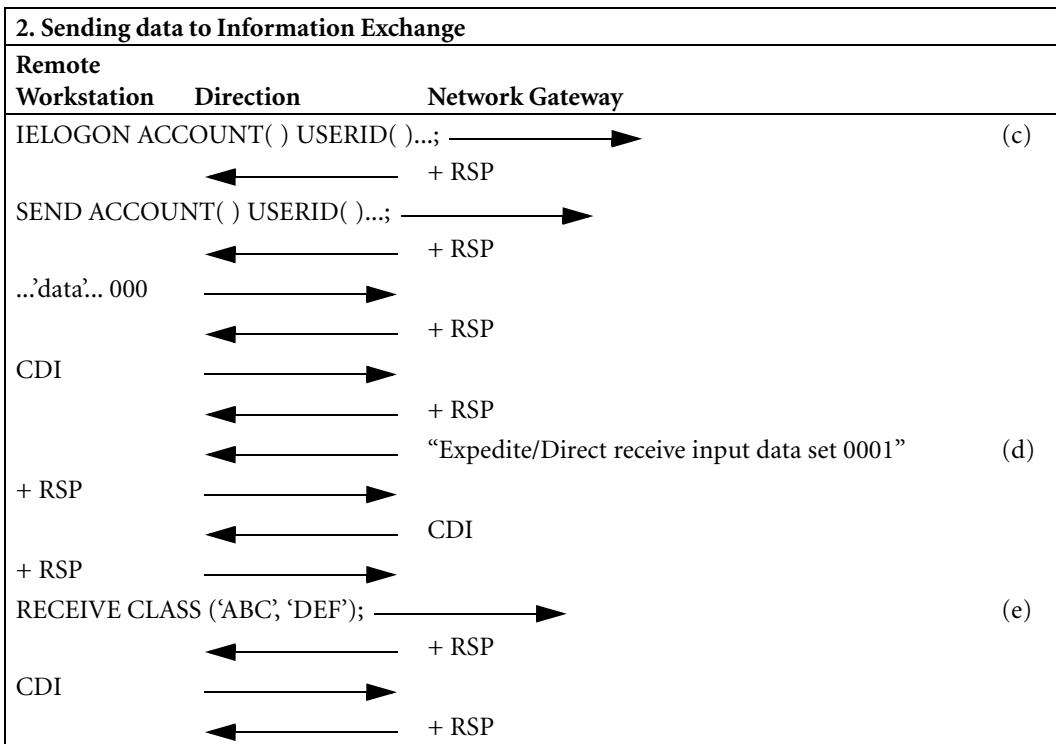 2. Sending data to Information Exchange
Remote
Workstation Direction Network Gateway
IELOGON ACCOUNT( ) USERID( )...; (c)
+ RSP
SEND ACCOUNT( ) USERID( )...;
+ RSP
...’data’... 000
+ RSP
CDI
+ RSP
“Expedite/Direct receive input data set 0001” (d)
+ RSP
CDI
+ RSP
RECEIVE CLASS (‘ABC’, ‘DEF’); (e)
+ RSP
CDI
+ RSP